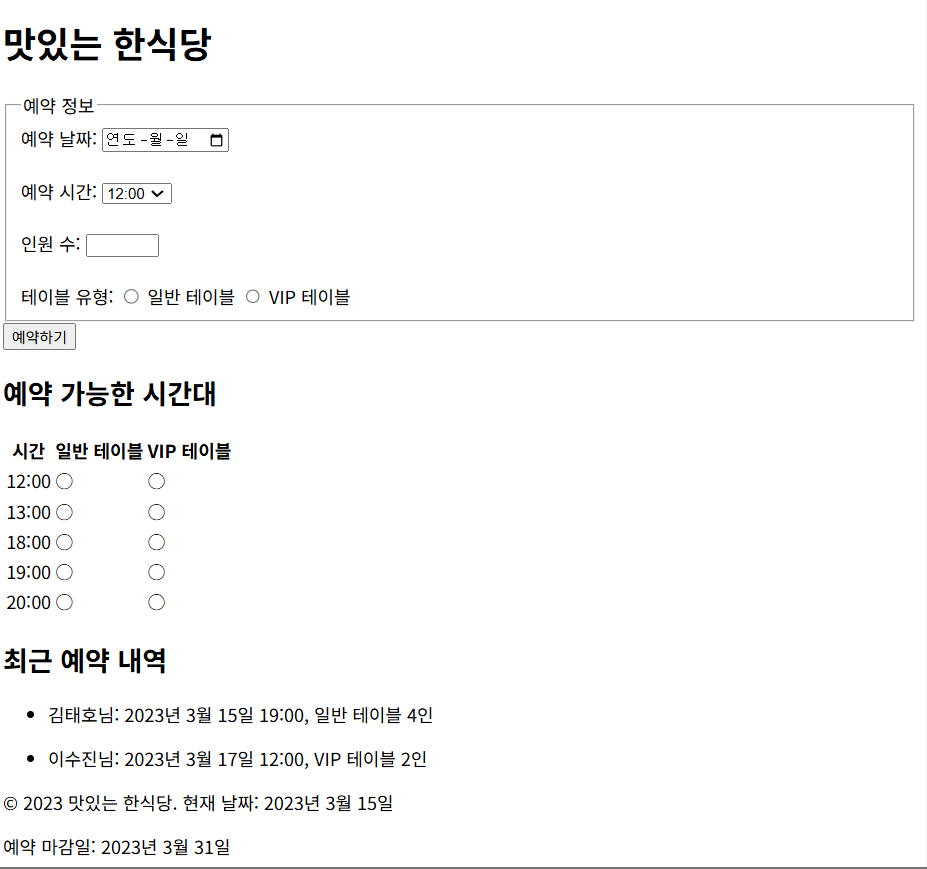 맛있는 한식당
예약 정보
예약 날짜: 연도-월-일
예약 시간: 12:00
인원 수:
테이블 유형: 일반 테이블 VIP 테이블
예약하기
예약 가능한 시간대
시간 일반 테이블 VIP 테이블
12:00 ○ ○
13:00 ○ ○
18:00 ○ ○
19:00 ○ ○
20:00 ○ ○
최근 예약 내역
• 김태호님: 2023년 3월 15일 19:00, 일반 테이블 4인
• 이수진님: 2023년 3월 17일 12:00, VIP 테이블 2인
© 2023 맛있는 한식당. 현재 날짜: 2023년 3월 15일
예약 마감일: 2023년 3월 31일